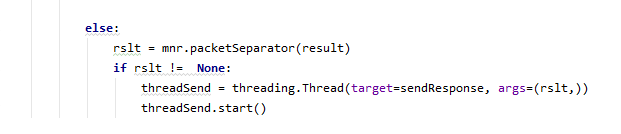 else:
rslt = mnr.packetSeparator(result)
if rslt !=  None:
threadSend = threading.Thread(target=sendResponse, args=(rslt,))
threadSend.start()